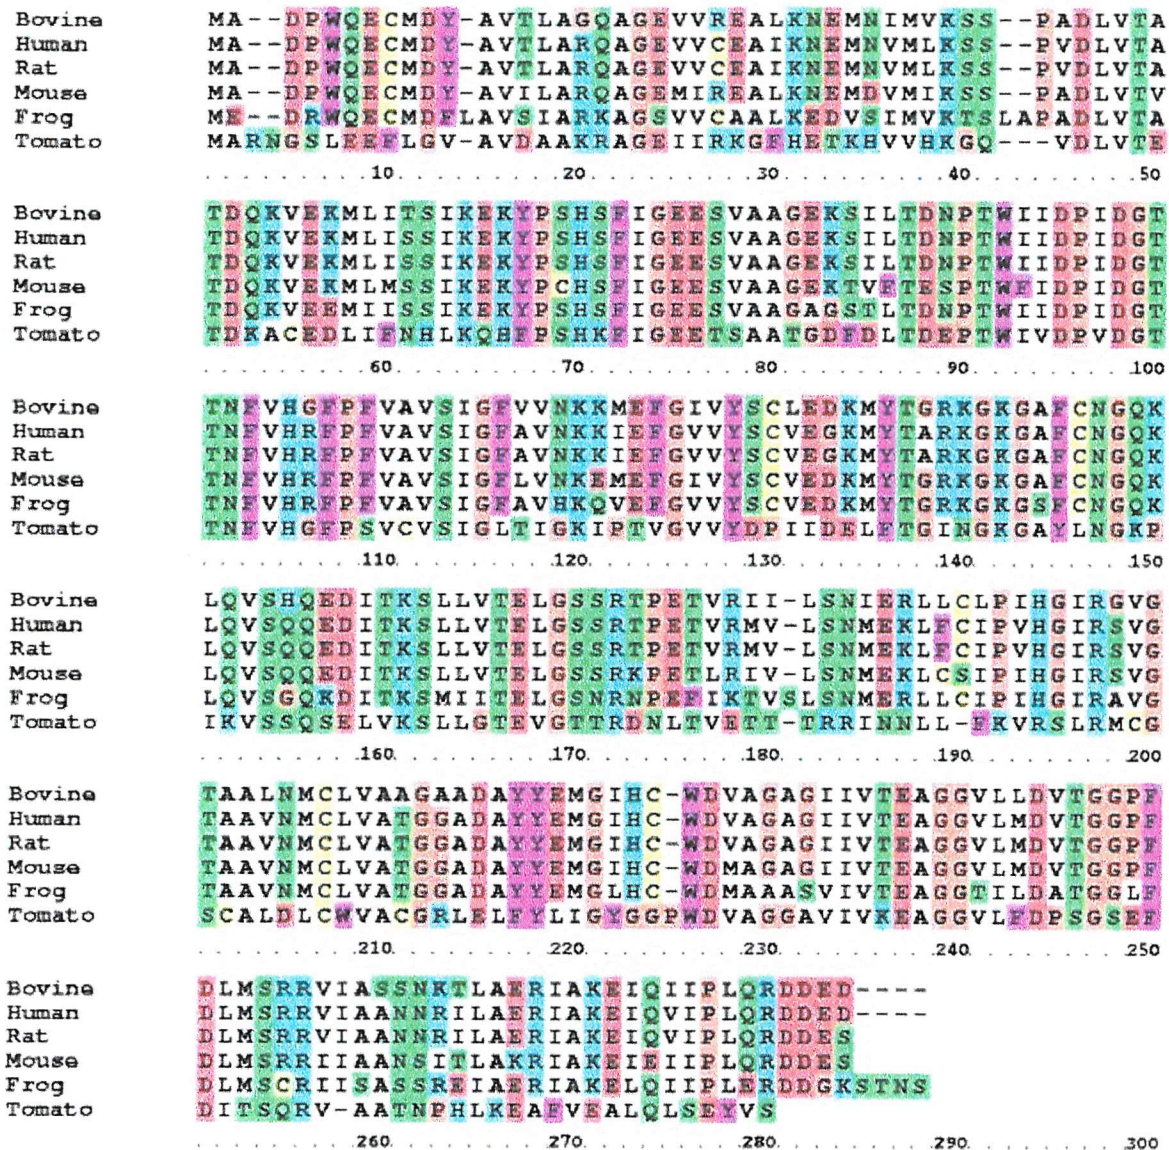 Bovine MA--DPWQECMDY-AVTLAGQAGEVVREALKNEMNIMVKSS--PADLVTA
Human MA--DPWQECMDY-AVTLARQAGEVVCEAIKNEMNVMLKSS--PVDLVTA
Rat MA--DPWQECMDY-AVTLARQAGEVVCEAIKNEMNVMLKSS--PVDLVTA
Mouse MA--DPWQECMDY-AVILARQAGEMIREALKNEMDVMIKSS--PADLVTV
Frog ME--DRWQECMDFLAVSIARKAGSVVCAALKEDVSIMVKTSLAPADLVTA
Tomato MARNGSLEEFLGV-AVDAAKRAGEIIRKGFHETKHVVHKGQ---VDLVTE
10 20 30 40 50
Bovine TDQKVEKMLITSIKEKYPSHSFIGEESVAAGEKSILTDNPTWIIDPIDGT
Human TDQKVEKMLISSIKEKYPSHSFIGEESVAAGEKSILTDNPTWIIDPIDGT
Rat TDQKVEKMLISSIKEKYPSHSFIGEESVAAGEKSILTDNPTWIIDPIDGT
Mouse TDQKVEKMLMSSIKEKYPCHSFIGEESVAAGEKTVFTESPTWFIDPIDGT
Frog TDQKVEEMIISSIKEKYPSHSFIGEESVAAGAGSTLTDNPTWIIDPIDGT
Tomato TDKACEDLIFNHLKQHFPSHKFIGEETSAATGDFDLTDEPTWIVDPVDGT
60 70 80 90 100
Bovine TNFVHGFPFVAVSIGFVVNKKMEFGIVYSCLEDKMYTGRKGKGAFCNGQK
Human TNFVHRFPFVAVSIGFAVNKKIEFGVVYSCVEGKMYTARKGKGAFCNGQK
Rat TNFVHRFPFVAVSIGFAVNKKIEFGVVYSCVEGKMYTARKGKGAFCNGQK
Mouse TNFVHRFPFVAVSIGFLVNKEMEFGIVYSCVEDKMYTGRKGKGAFCNGQK
Frog TNFVHRFPFVAVSIGFAVHKQVEFGVVYSCVEDKMYTGRKGKGSFCNGQK
Tomato TNFVHGFPSVCVSIGLTIGKIPTVGVVYDPIIDELFTGINGKGAYLNGKP
110 120 130 140 150
Bovine LQVSHQEDITKSLLVTELGSSRTPETVRII-LSNIERLLCLPIHGIRGVG
Human LQVSQQEDITKSLLVTELGSSRTPETVRMV-LSNMEKLFCIPVHGIRSVG
Rat LQVSQQEDITKSLLVTELGSSRTPETVRMV-LSNMEKLFCIPVHGIRSVG
Mouse LQVSQQEDITKSLLVTELGSSRKPETLRIV-LSNMEKLCSIPIHGIRSVG
Frog LQVSGQKDITKSMIITELGSNRNPEFIKTVSLSNMERLLCIPIHGIRAVG
Tomato IKVSSQSELVKSLLGTEVGTTRDNLTVETT-TRRINNLL-FKVRSLRMCG
160 170 180 190 200
Bovine TAALNMCLVAAGAADAYYEMGIHC-WDVAGAGIIVTEAGGVLLDVTGGPF
Human TAAVNMCLVATGGADAYYEMGIHC-WDVAGAGIIVTEAGGVLMDVTGGPF
Rat TAAVNMCLVATGGADAYYEMGIHC-WDVAGAGIIVTEAGGVLMDVTGGPF
Mouse TAAVNMCLVATGGADAYYEMGIHC-WDMAGAGIIVTEAGGVLMDVTGGPF
Frog TAAVNMCLVATGGADAYYEMGLHC-WDMAAASVIVTEAGGTILDATGGLF
Tomato SCALDLCWVACGRLELFYLIGYGGPWDVAGGAVIVKEAGGVLFDPSGSEF
210 220 230 240 250
Bovine DLMSRRVIASSNKTLAERIAKEIQIIPLQRDDED----
Human DLMSRRVIAANNRILAERIAKEIQVIPLQRDDED----
Rat DLMSRRVIAANNRILAERIAKEIQVIPLQRDDES
Mouse DLMSRRIIAANSITLAKRIAKEIEIIPLQRDDES
Frog DLMSCRIISASSREIAERIAKELQIIPLERDDGKSTNS
Tomato DITSQRV-AATNPHLKEAFVEALQLSEYVS
260 270 280 290 300